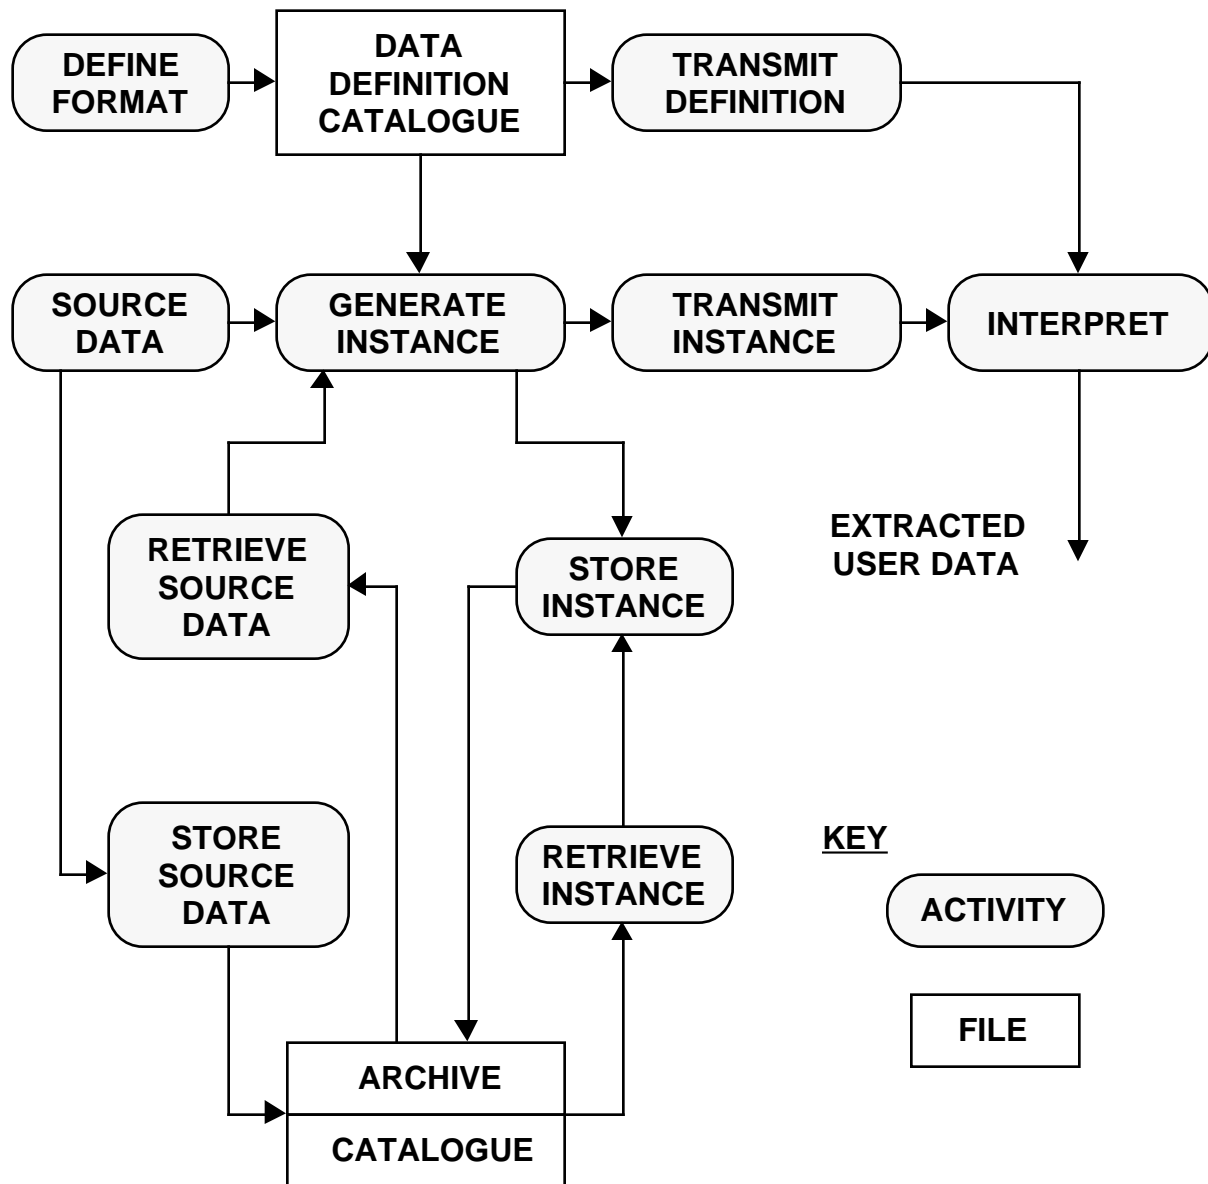 DEFINE
FORMAT
DATA
DEFINITION
CATALOGUE
TRANSMIT
DEFINITION
SOURCE
DATA
GENERATE
INSTANCE
TRANSMIT
INSTANCE
INTERPRET
RETRIEVE
SOURCE
DATA
STORE
INSTANCE
EXTRACTED
USER DATA
STORE
SOURCE
DATA
RETRIEVE
INSTANCE
KEY
ACTIVITY
FILE
ARCHIVE
CATALOGUE